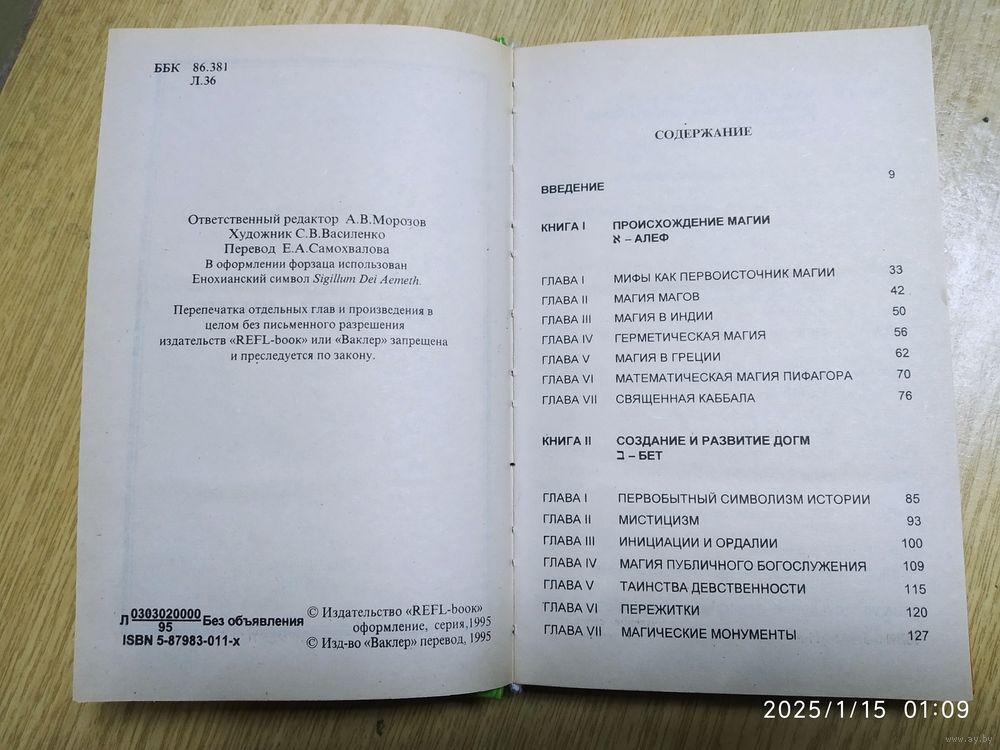 ББК 86.381
Л.36
Ответственный редактор А.В.Морозов
Художник С.В.Василенко
Перевод Е.А.Самохвалова
В оформлении форзаца использован
Енохианский символ Sigillum Dei Aemeth.
Перепечатка отдельных глав и произведения в
целом без письменного разрешения
издательств «REFL-book» или «Ваклер» запрещена
и преследуется по закону.
Л 0303020000/95 Без объявления
ISBN 5-87983-011-x
© Издательство «REFL-book»
оформление, серия,1995
© Изд-во «Ваклер» перевод, 1995
СОДЕРЖАНИЕ
ВВЕДЕНИЕ 9
КНИГА I ПРОИСХОЖДЕНИЕ МАГИИ
א – АЛЕФ
ГЛАВА I МИФЫ КАК ПЕРВОИСТОЧНИК МАГИИ 33
ГЛАВА II МАГИЯ МАГОВ 42
ГЛАВА III МАГИЯ В ИНДИИ 50
ГЛАВА IV ГЕРМЕТИЧЕСКАЯ МАГИЯ 56
ГЛАВА V МАГИЯ В ГРЕЦИИ 62
ГЛАВА VI МАТЕМАТИЧЕСКАЯ МАГИЯ ПИФАГОРА 70
ГЛАВА VII СВЯЩЕННАЯ КАББАЛА 76
КНИГА II СОЗДАНИЕ И РАЗВИТИЕ ДОГМ
ב – БЕТ
ГЛАВА I ПЕРВОБЫТНЫЙ СИМВОЛИЗМ ИСТОРИИ 85
ГЛАВА II МИСТИЦИЗМ 93
ГЛАВА III ИНИЦИАЦИИ И ОРДАЛИИ 100
ГЛАВА IV МАГИЯ ПУБЛИЧНОГО БОГОСЛУЖЕНИЯ 109
ГЛАВА V ТАИНСТВА ДЕВСТВЕННОСТИ 115
ГЛАВА VI ПЕРЕЖИТКИ 120
ГЛАВА VII МАГИЧЕСКИЕ МОНУМЕНТЫ 127
2025/1/15 01:09
www.ay.by